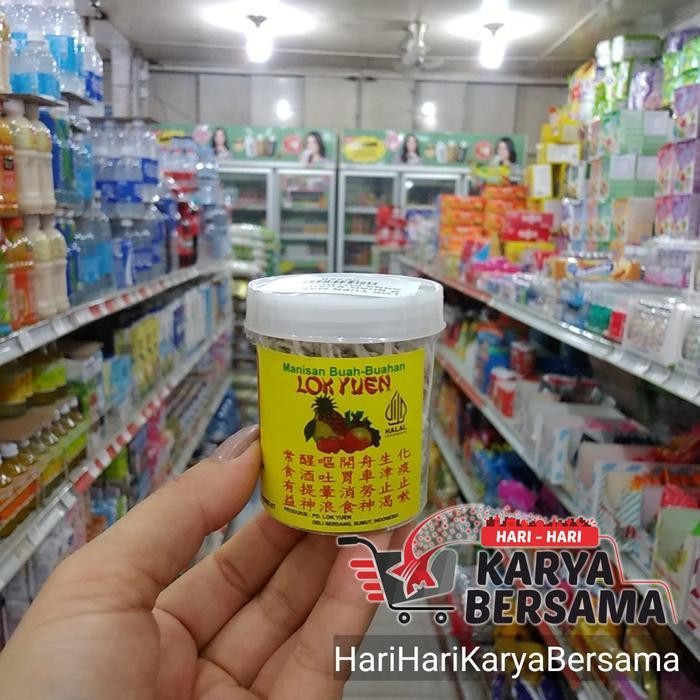 Manisan Buah-Buahan
LOK YUEN
HALAL
INDONESIA
常醒嘔開舟生化
食酒吐胃車津痰
有提暈消勞止止
益神浪食神渴嗽
PRODUKSI PD. LOK YUEN
DELI SERDANG, SUMUT, INDONESIA
HARI - HARI
KARYA
BERSAMA
HariHariKaryaBersama